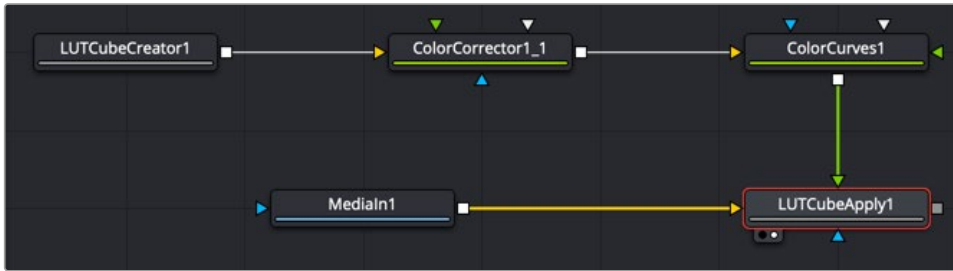 LUTCubeCreator1
ColorCorrector1_1
ColorCurves1
MediaIn1
LUTCubeApply1